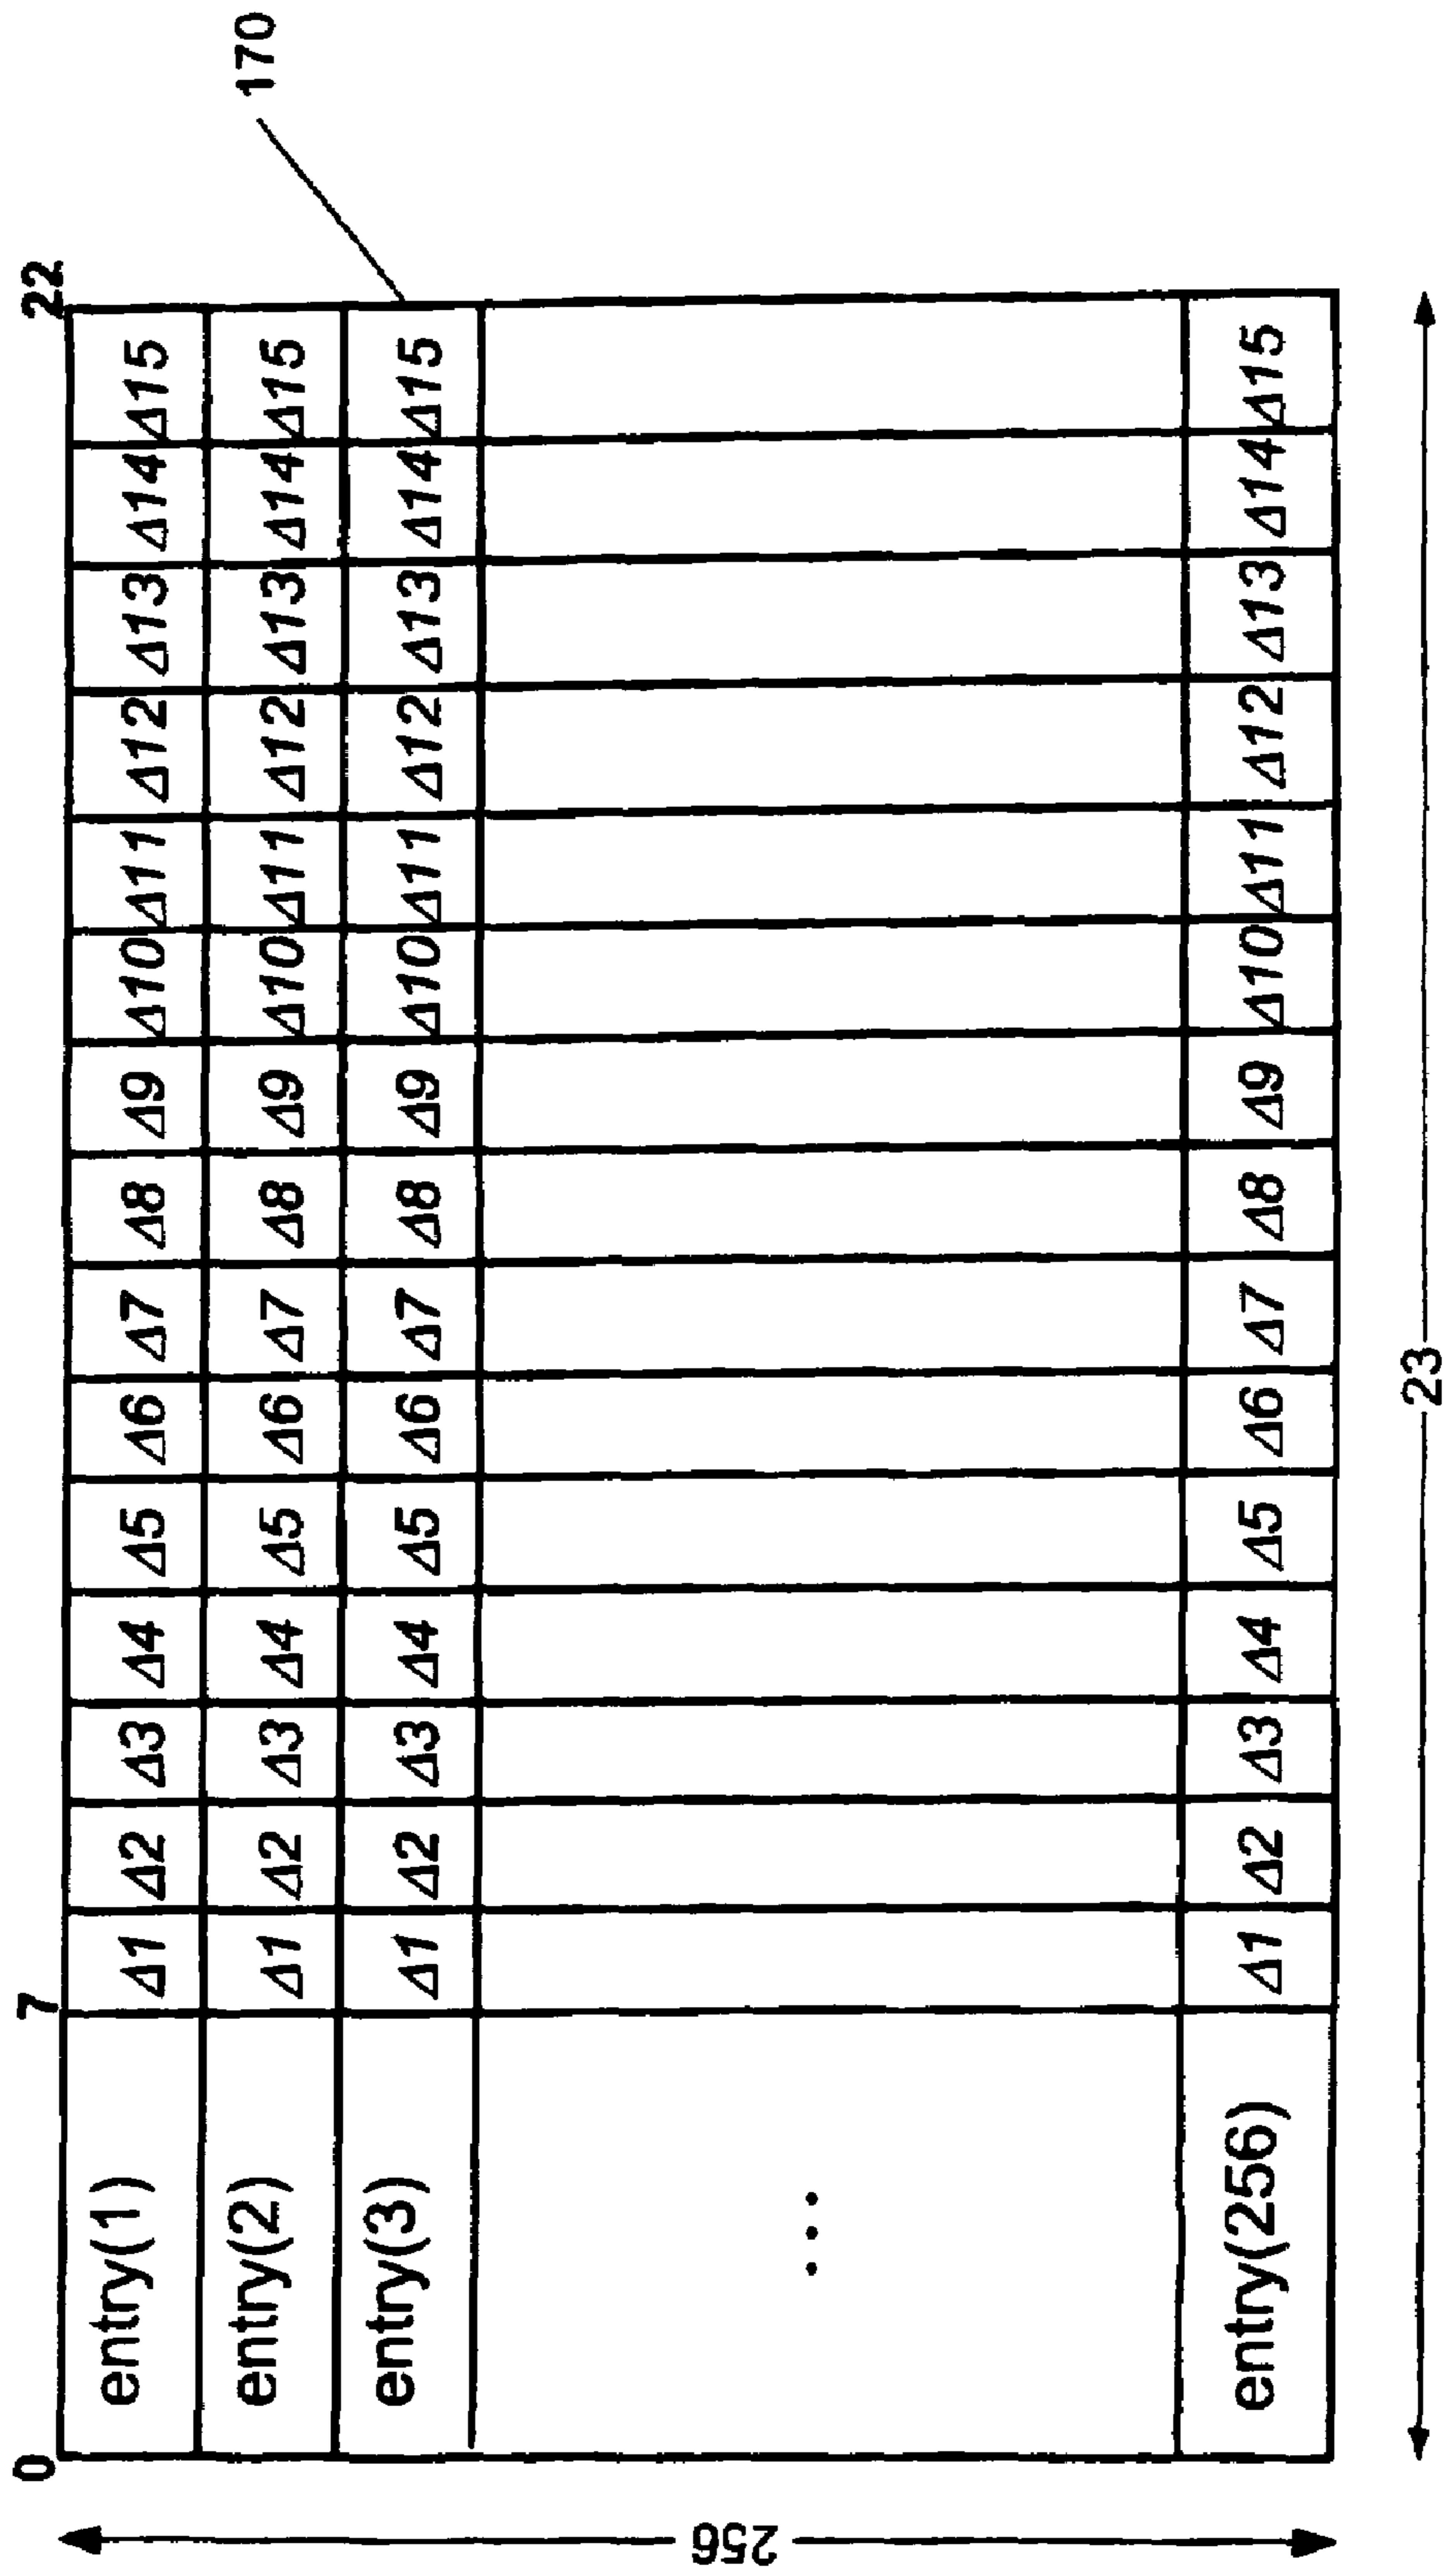 0 7 22
170
entry(1) Δ1 Δ2 Δ3 Δ4 Δ5 Δ6 Δ7 Δ8 Δ9 Δ10 Δ11 Δ12 Δ13 Δ14 Δ15
entry(2) Δ1 Δ2 Δ3 Δ4 Δ5 Δ6 Δ7 Δ8 Δ9 Δ10 Δ11 Δ12 Δ13 Δ14 Δ15
entry(3) Δ1 Δ2 Δ3 Δ4 Δ5 Δ6 Δ7 Δ8 Δ9 Δ10 Δ11 Δ12 Δ13 Δ14 Δ15
256
...
entry(256) Δ1 Δ2 Δ3 Δ4 Δ5 Δ6 Δ7 Δ8 Δ9 Δ10 Δ11 Δ12 Δ13 Δ14 Δ15
23